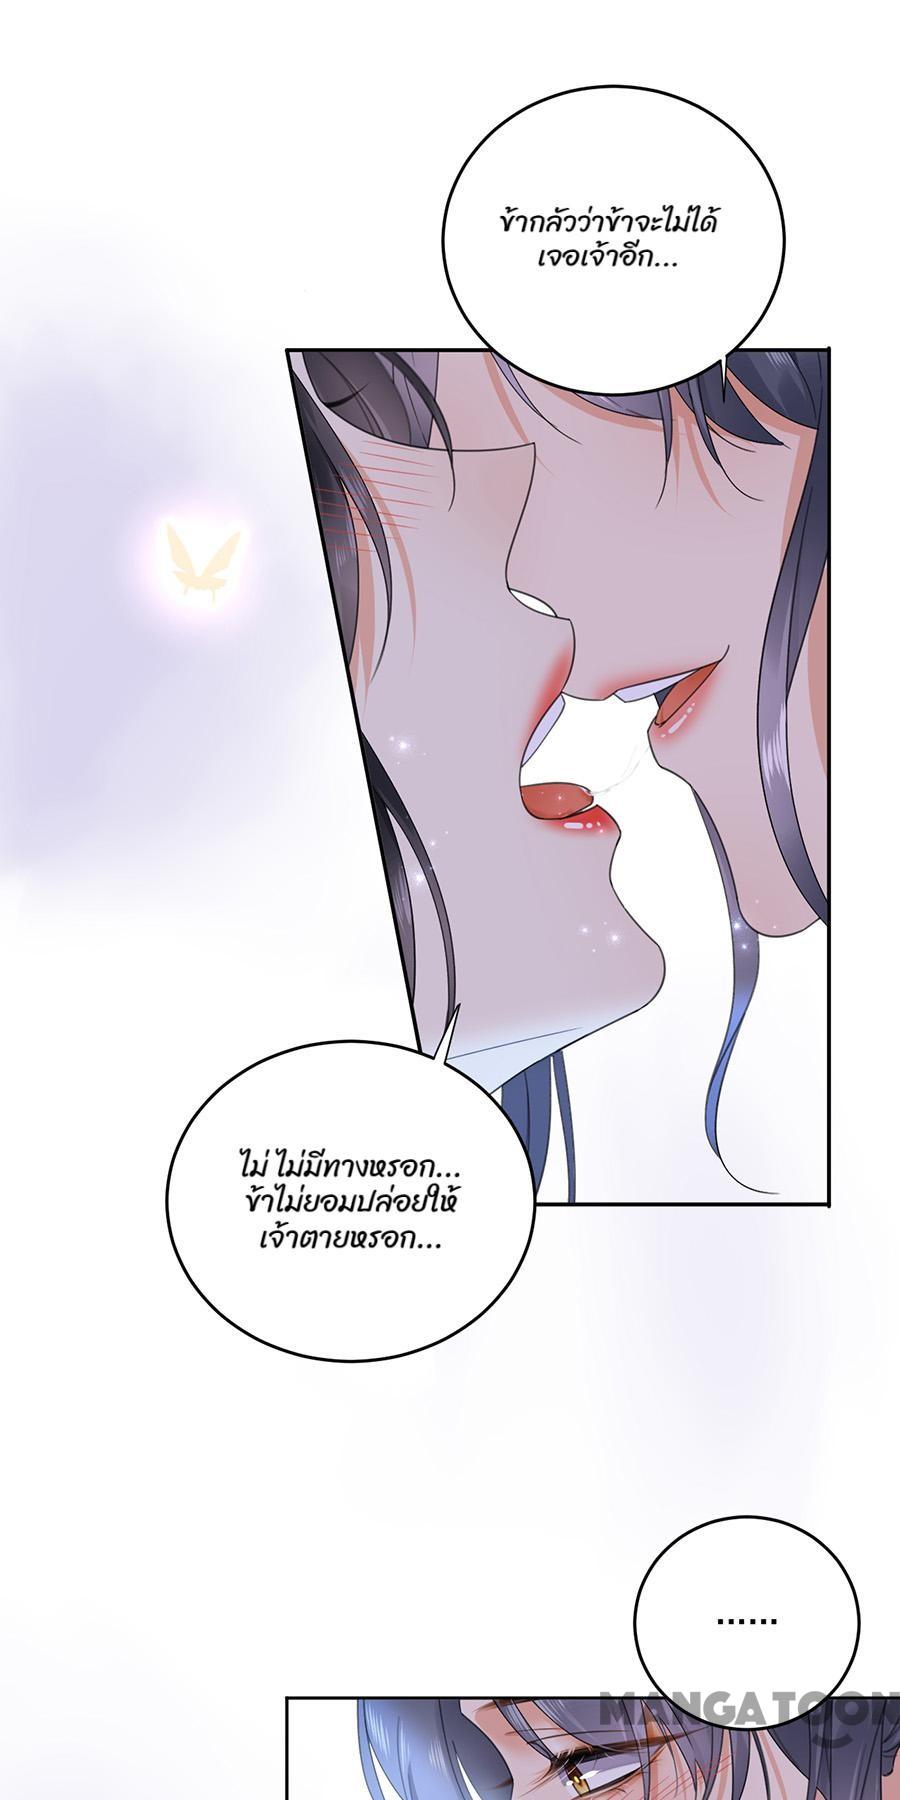 ข้ากลัวว่าข้าจะไม่ได้
เจอเจ้าอีก...
ไม่ ไม่มีทางหรอก...
ข้าไม่ยอมปล่อยให้
เจ้าตายหรอก...
......
MANGATOON